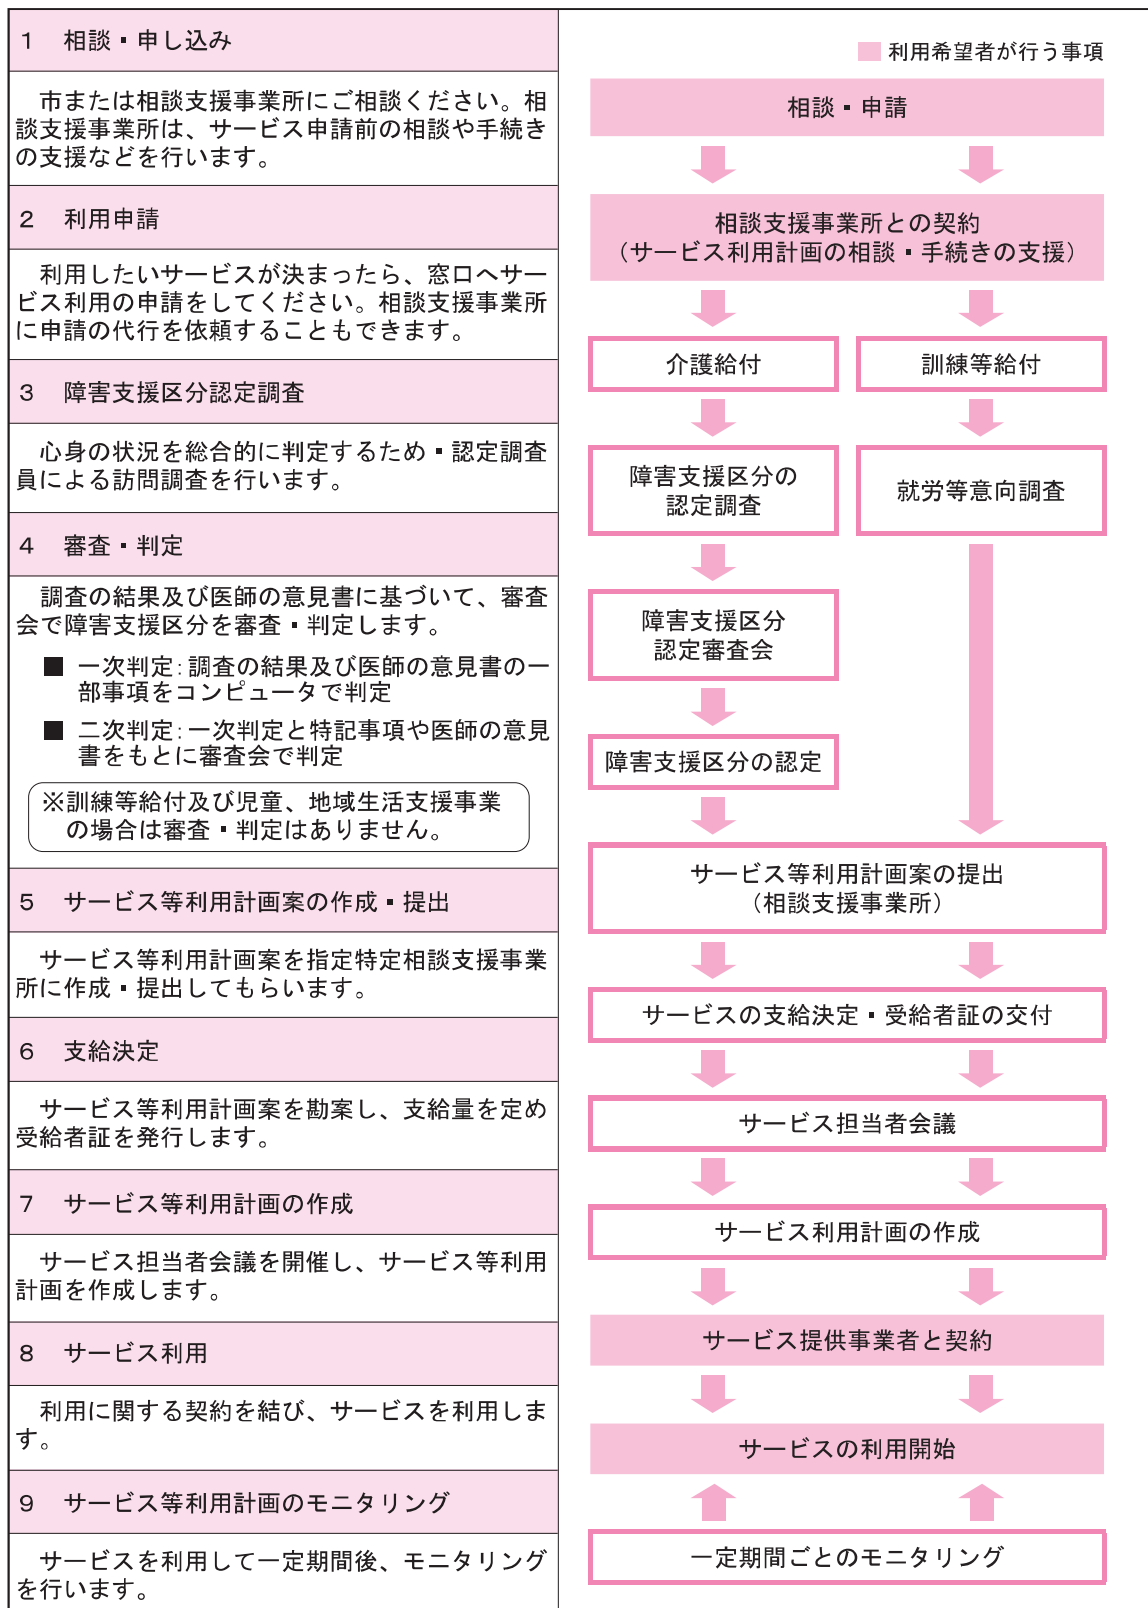 1 相談・申し込み
市または相談支援事業所にご相談ください。相
談支援事業所は、サービス申請前の相談や手続き
の支援などを行います。
2 利用申請
利用したいサービスが決まったら、窓口へサー
ビス利用の申請をしてください。相談支援事業所
に申請の代行を依頼することもできます。
3 障害支援区分認定調査
心身の状況を総合的に判定するため・認定調査
員による訪問調査を行います。
4 審査・判定
調査の結果及び医師の意見書に基づいて、審査
会で障害支援区分を審査・判定します。
■ 一次判定：調査の結果及び医師の意見書の一
部事項をコンピュータで判定
■ 二次判定：一次判定と特記事項や医師の意見
書をもとに審査会で判定
※訓練等給付及び児童、地域生活支援事業
の場合は審査・判定はありません。
5 サービス等利用計画案の作成・提出
サービス等利用計画案を指定特定相談支援事業
所に作成・提出してもらいます。
6 支給決定
サービス等利用計画案を勘案し、支給量を定め
受給者証を発行します。
7 サービス等利用計画の作成
サービス担当者会議を開催し、サービス等利用
計画を作成します。
8 サービス利用
利用に関する契約を結び、サービスを利用しま
す。
9 サービス等利用計画のモニタリング
サービスを利用して一定期間後、モニタリング
を行います。
利用希望者が行う事項
相談・申請
相談支援事業所との契約
（サービス利用計画の相談・手続きの支援）
介護給付
訓練等給付
障害支援区分の
認定調査
就労等意向調査
障害支援区分
認定審査会
障害支援区分の認定
サービス等利用計画案の提出
（相談支援事業所）
サービスの支給決定・受給者証の交付
サービス担当者会議
サービス利用計画の作成
サービス提供事業者と契約
サービスの利用開始
一定期間ごとのモニタリング